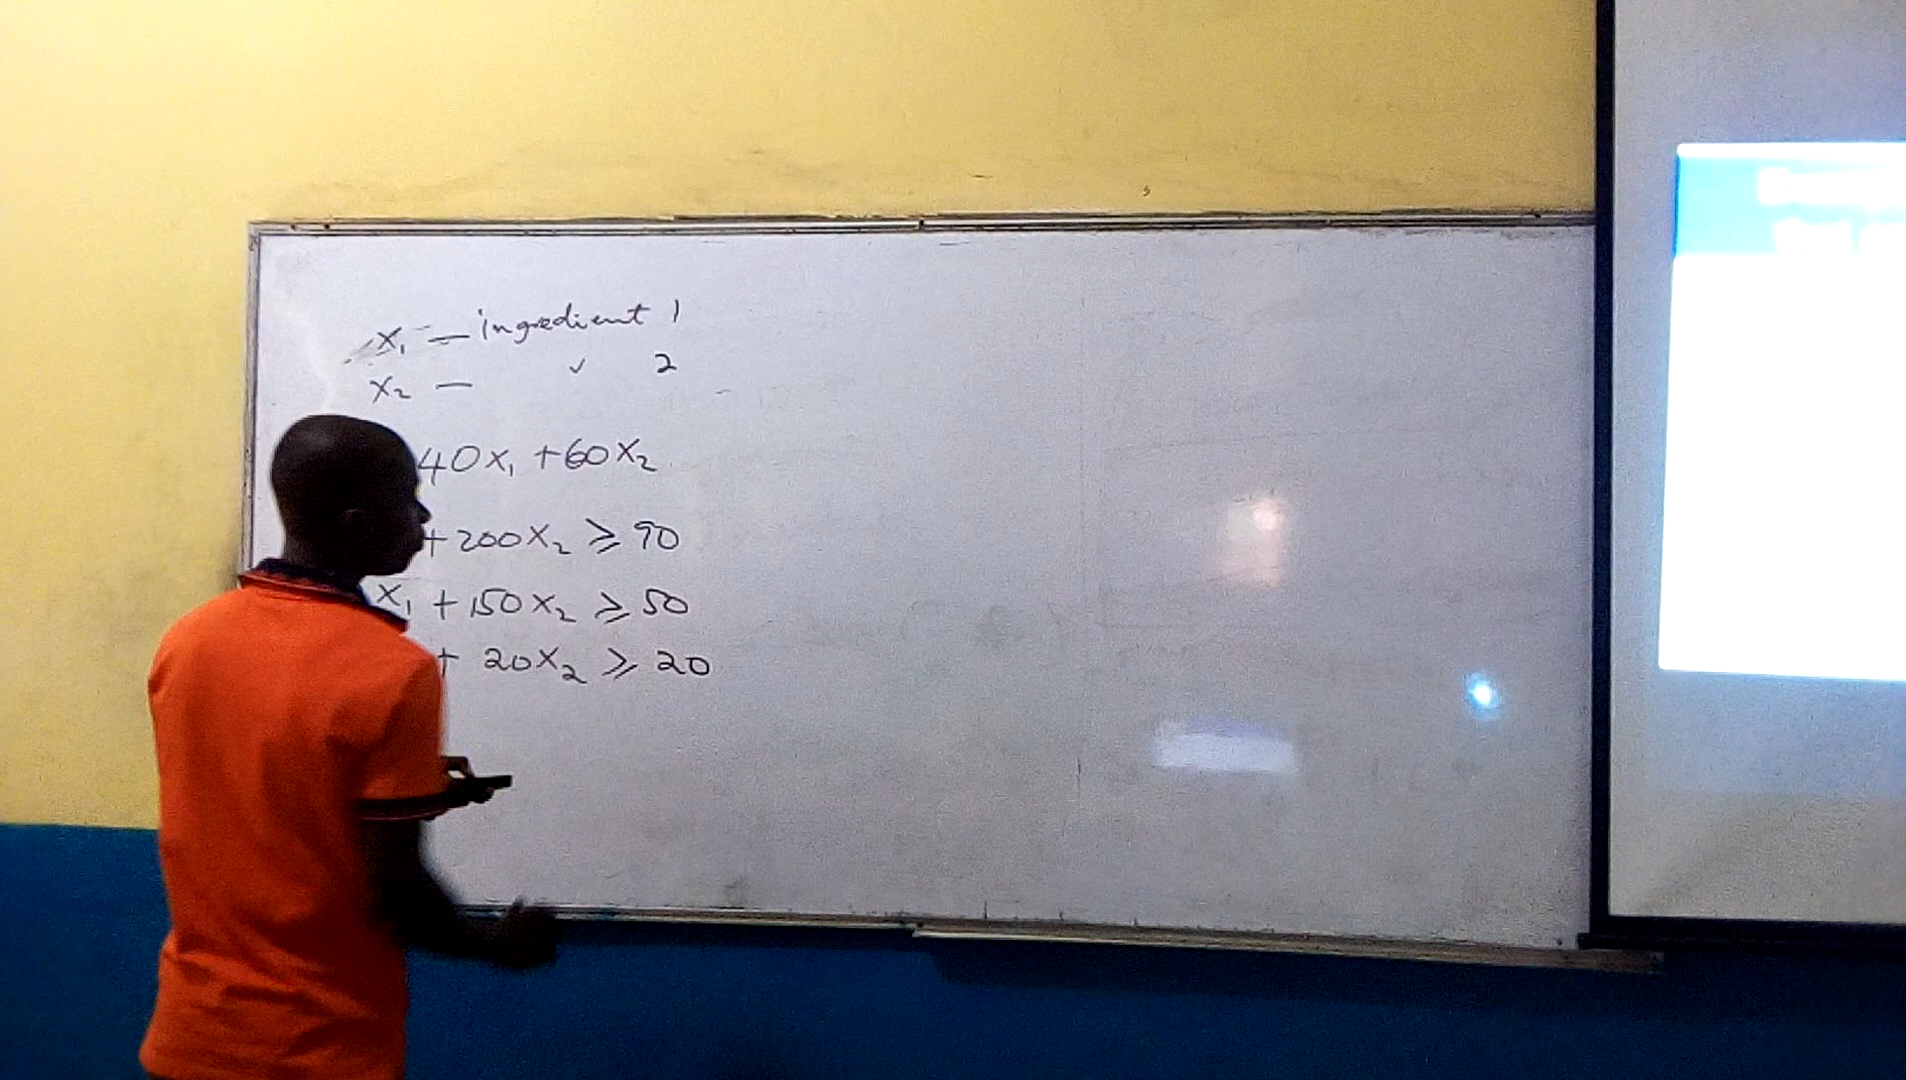 x₁ — ingredient 1
x₂ — ✓ 2
40x₁ + 60x₂
+ 200x₂ ⩾ 90
x₁ + 150x₂ ⩾ 50
+ 20x₂ ⩾ 20